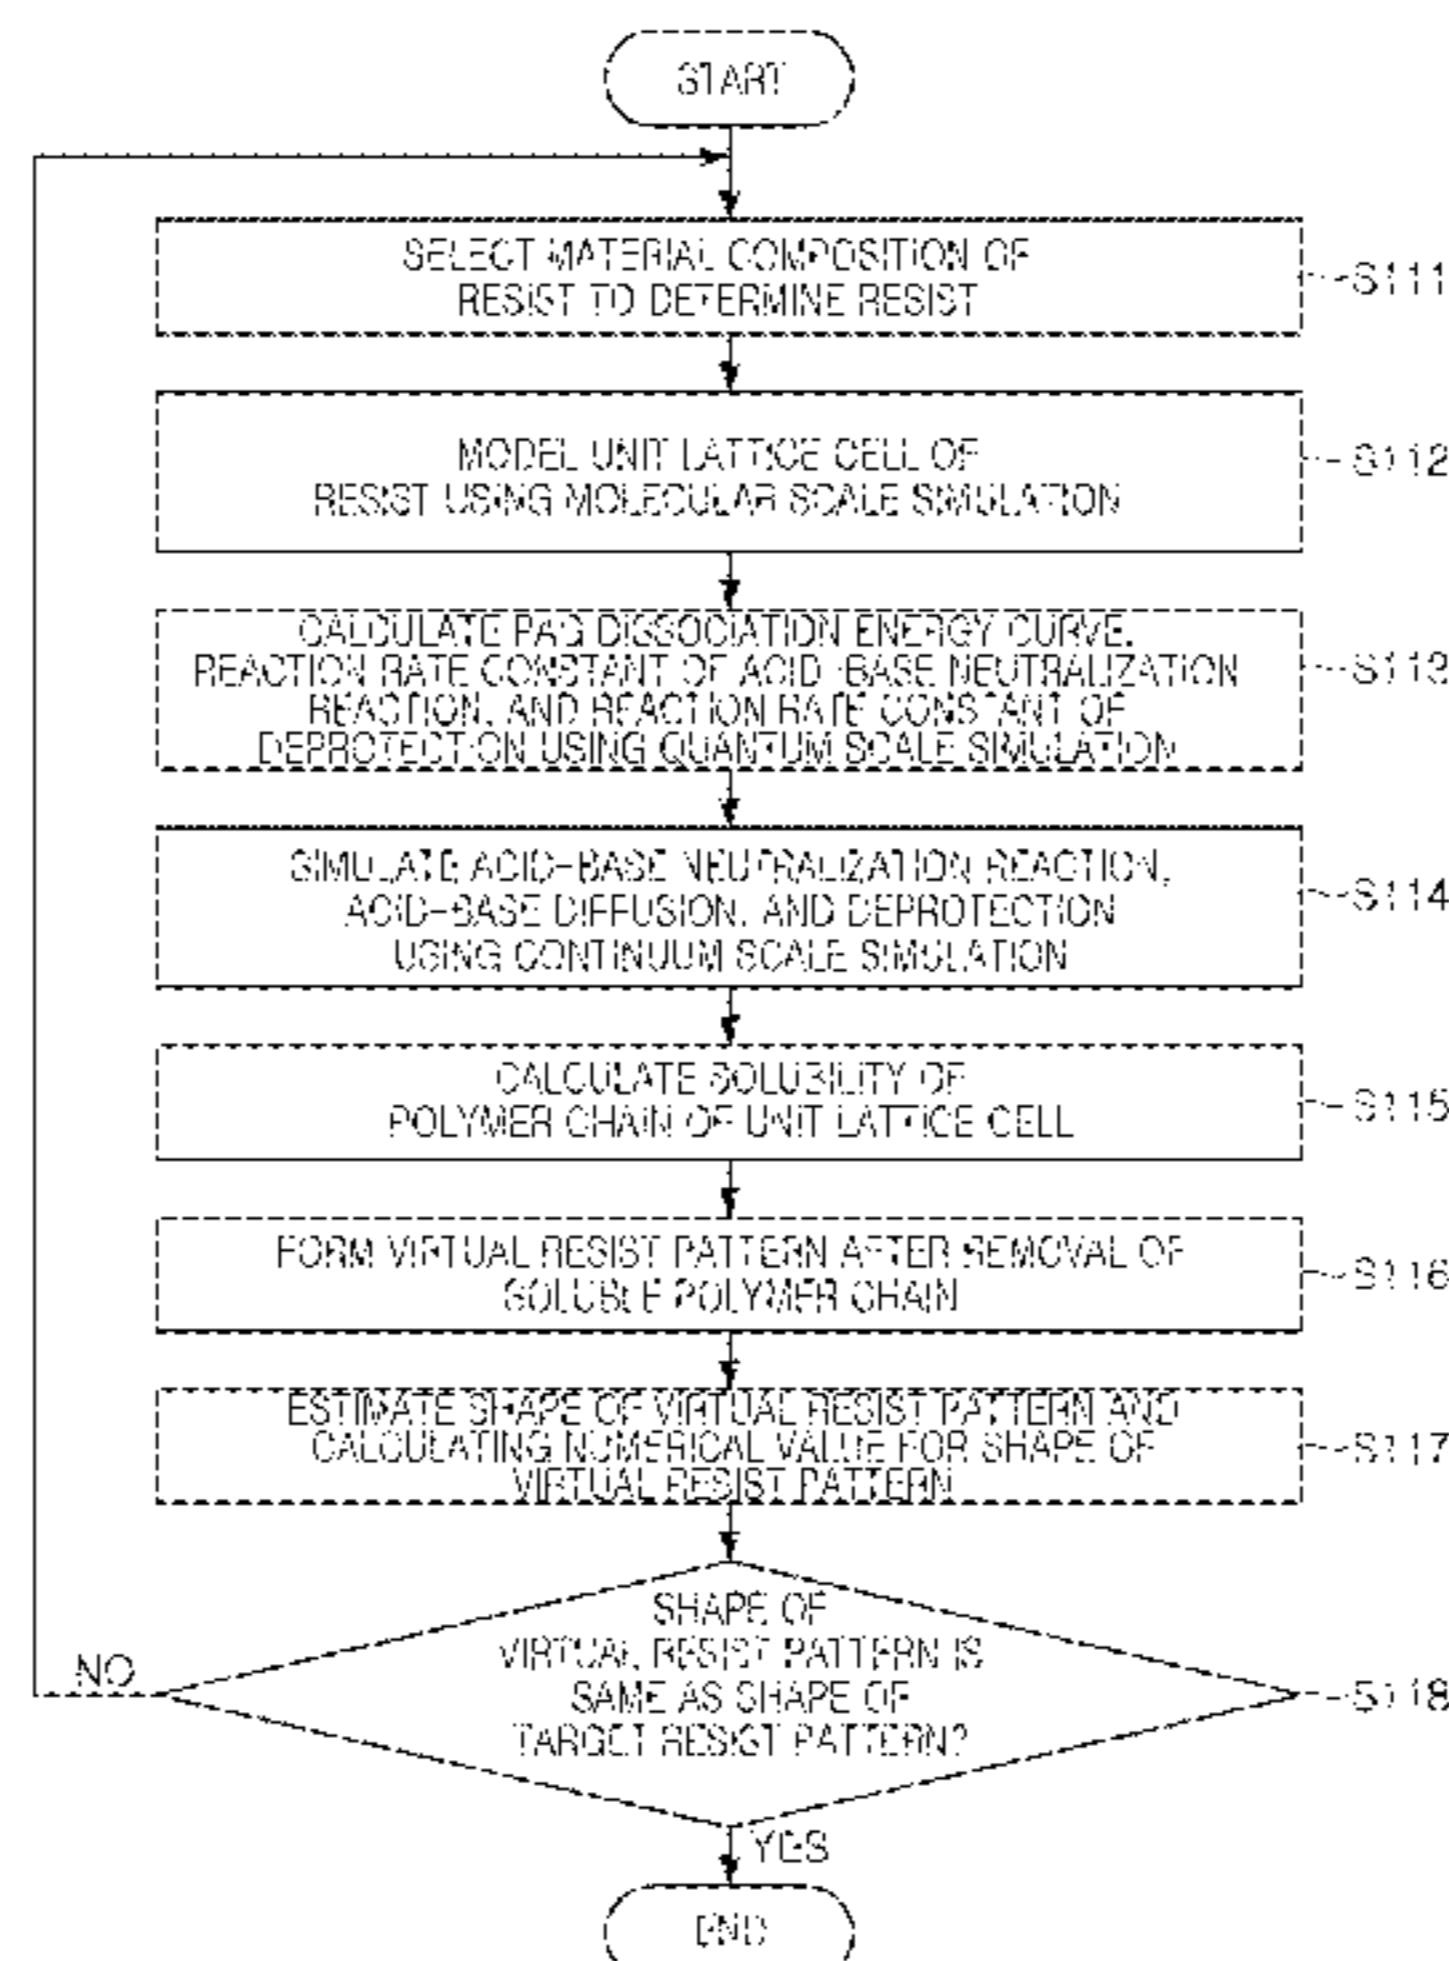 START
SELECT MATERIAL COMPOSITION OF
RESIST TO DETERMINE RESIST
S111
MODEL UNIT LATTICE CELL OF
RESIST USING MOLECULAR SCALE SIMULATION
S112
CALCULATE PAG DISSOCIATION ENERGY CURVE,
REACTION RATE CONSTANT OF ACID-BASE NEUTRALIZATION
REACTION, AND REACTION RATE CONSTANT OF
DEPROTECTION USING QUANTUM SCALE SIMULATION
S113
SIMULATE ACID-BASE NEUTRALIZATION REACTION,
ACID-BASE DIFFUSION, AND DEPROTECTION
USING CONTINUUM SCALE SIMULATION
S114
CALCULATE SOLUBILITY OF
POLYMER CHAIN OF UNIT LATTICE CELL
S115
FORM VIRTUAL RESIST PATTERN AFTER REMOVAL OF
SOLUBLE POLYMER CHAIN
S116
ESTIMATE SHAPE OF VIRTUAL RESIST PATTERN AND
CALCULATING NUMERICAL VALUE FOR SHAPE OF
VIRTUAL RESIST PATTERN
S117
SHAPE OF
VIRTUAL RESIST PATTERN IS
SAME AS SHAPE OF
TARGET RESIST PATTERN?
S118
NO
YES
END